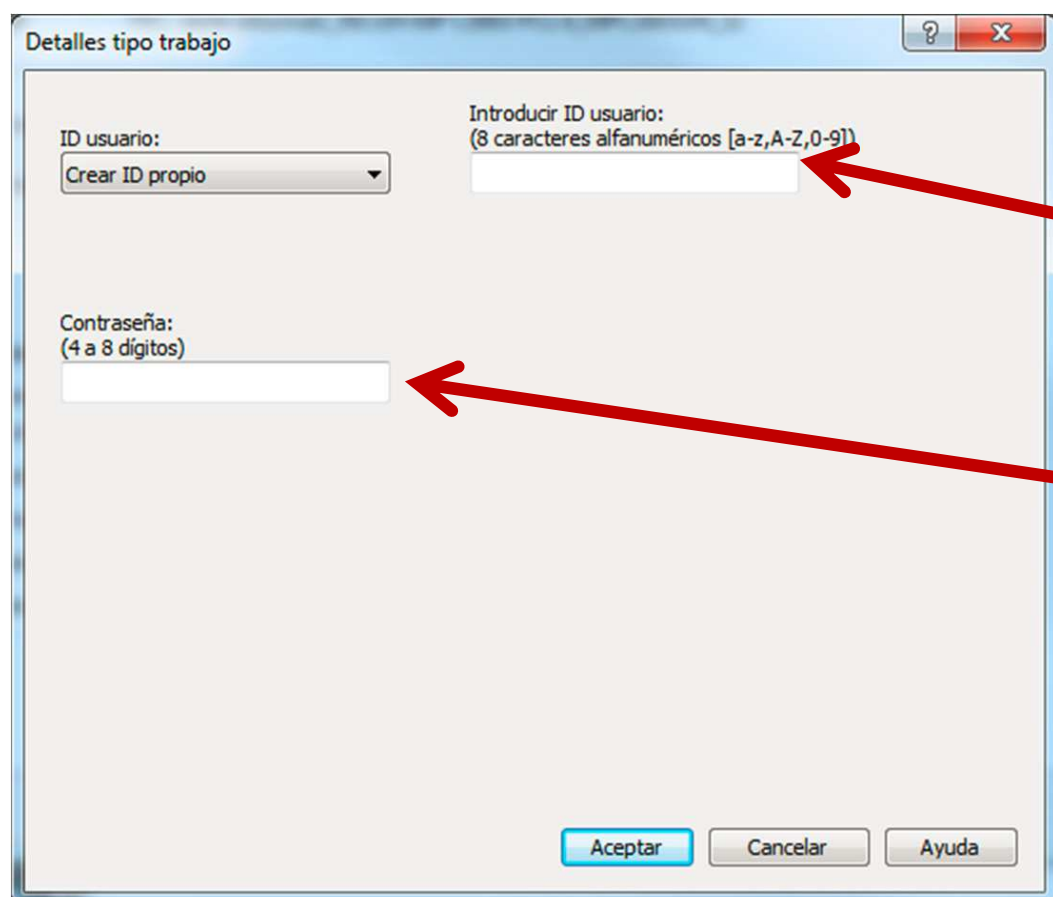 Detalles tipo trabajo
ID usuario:
Crear ID propio
Introducir ID usuario:
(8 caracteres alfanuméricos [a-z,A-Z,0-9])
Contraseña:
(4 a 8 dígitos)
Aceptar
Cancelar
Ayuda